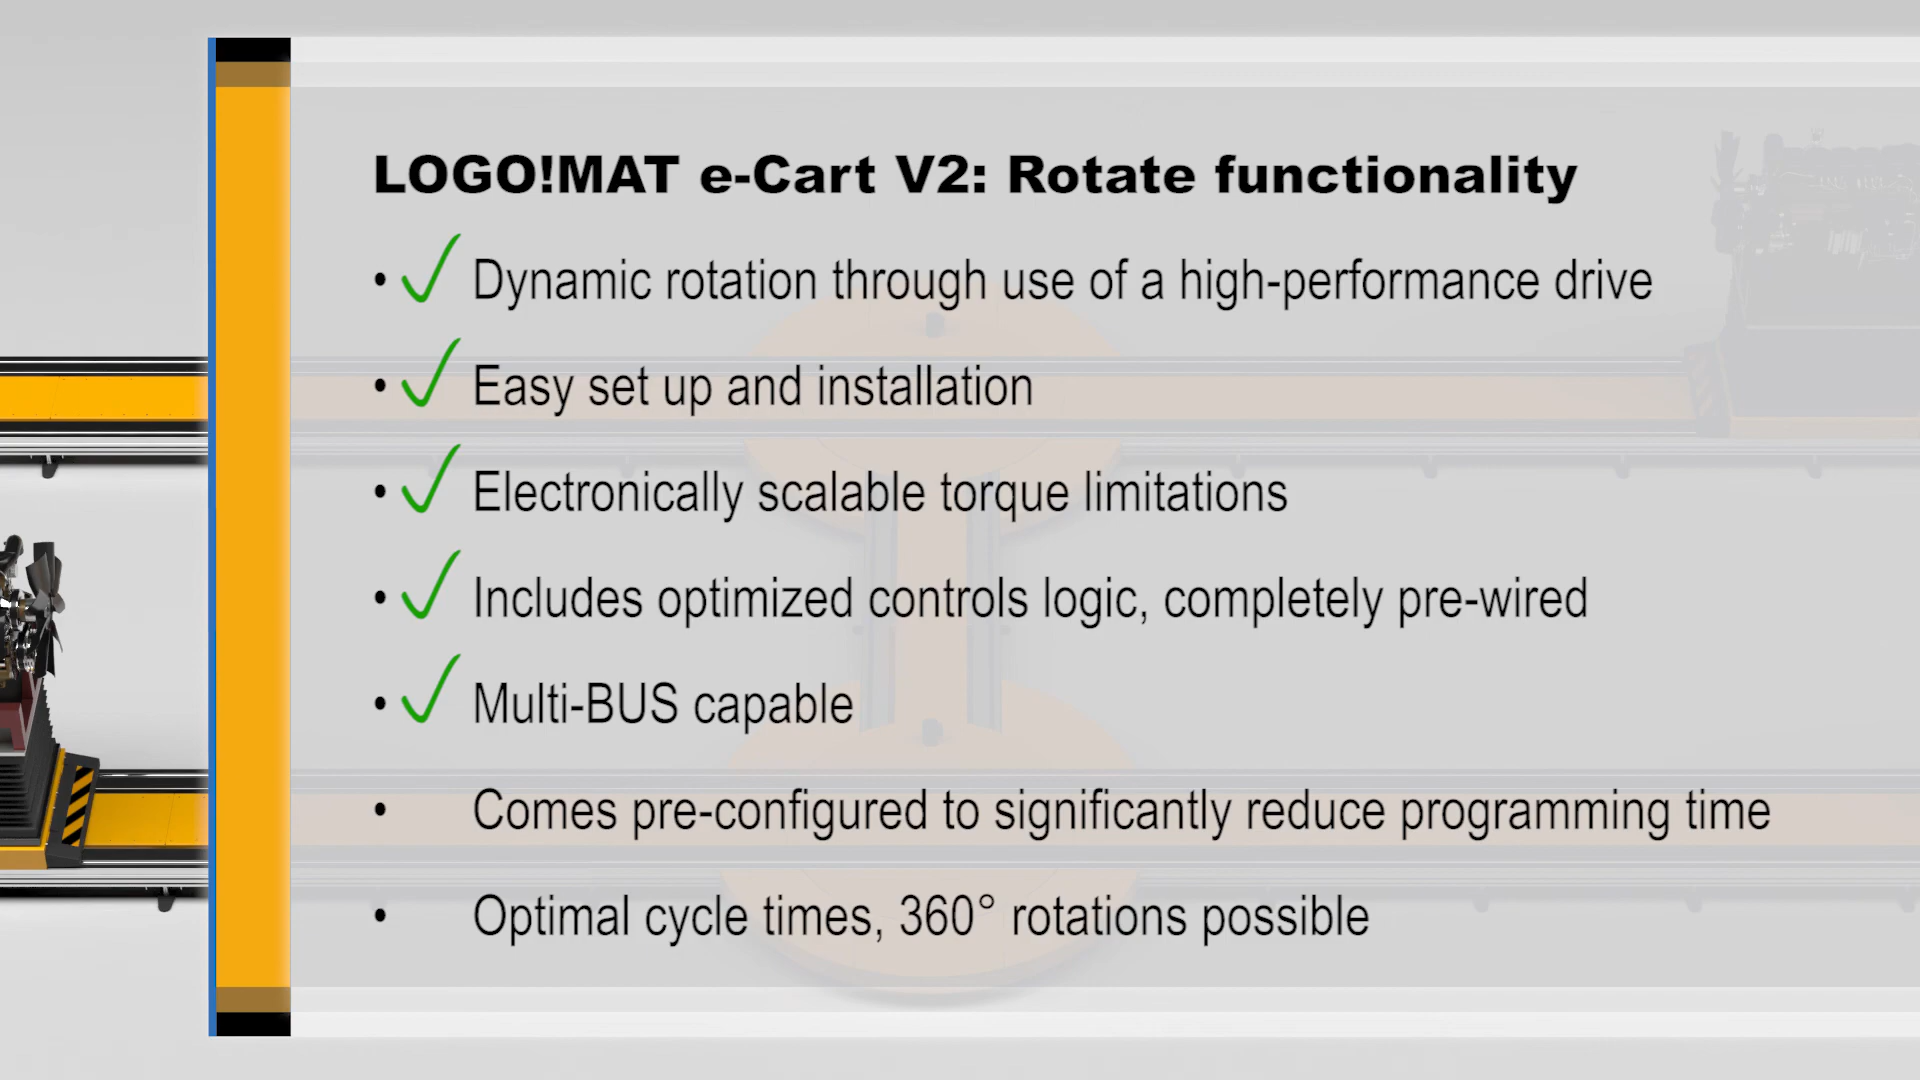 LOGO!MAT e-Cart V2: Rotate functionality
• ✓ Dynamic rotation through use of a high-performance drive
• ✓ Easy set up and installation
• ✓ Electronically scalable torque limitations
• ✓ Includes optimized controls logic, completely pre-wired
• ✓ Multi-BUS capable
• Comes pre-configured to significantly reduce programming time
• Optimal cycle times, 360° rotations possible